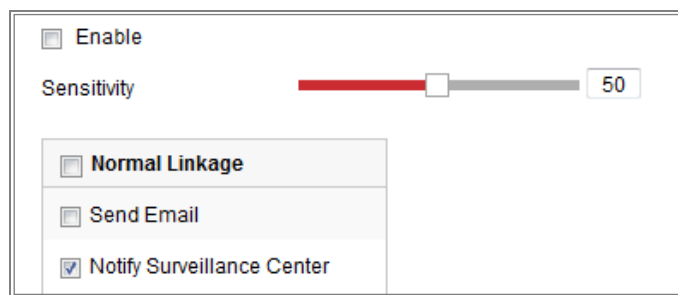 Enable
Sensitivity 50
Normal Linkage
Send Email
Notify Surveillance Center